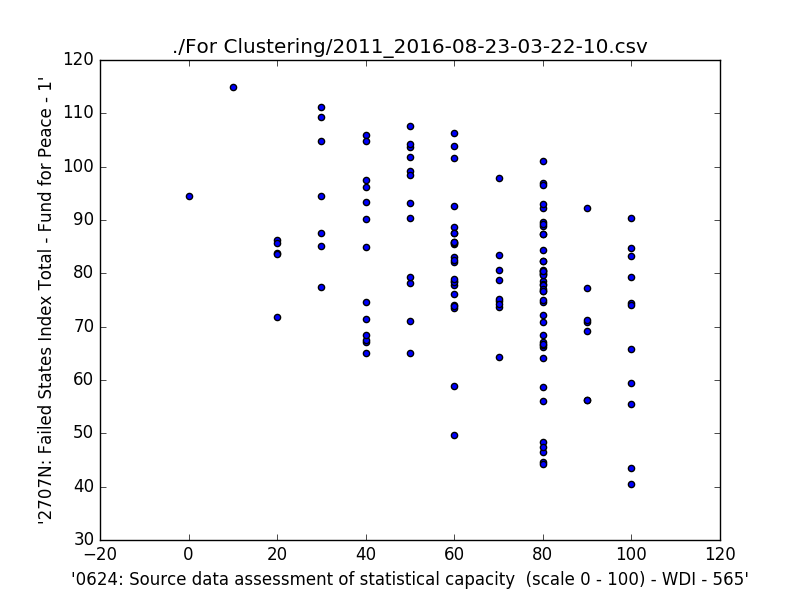 ./For Clustering/2011_2016-08-23-03-22-10.csv
120
110
100
90
80
70
60
50
40
30
−20 0 20 40 60 80 100 120
'2707N: Failed States Index Total - Fund for Peace - 1'
'0624: Source data assessment of statistical capacity  (scale 0 - 100) - WDI - 565'